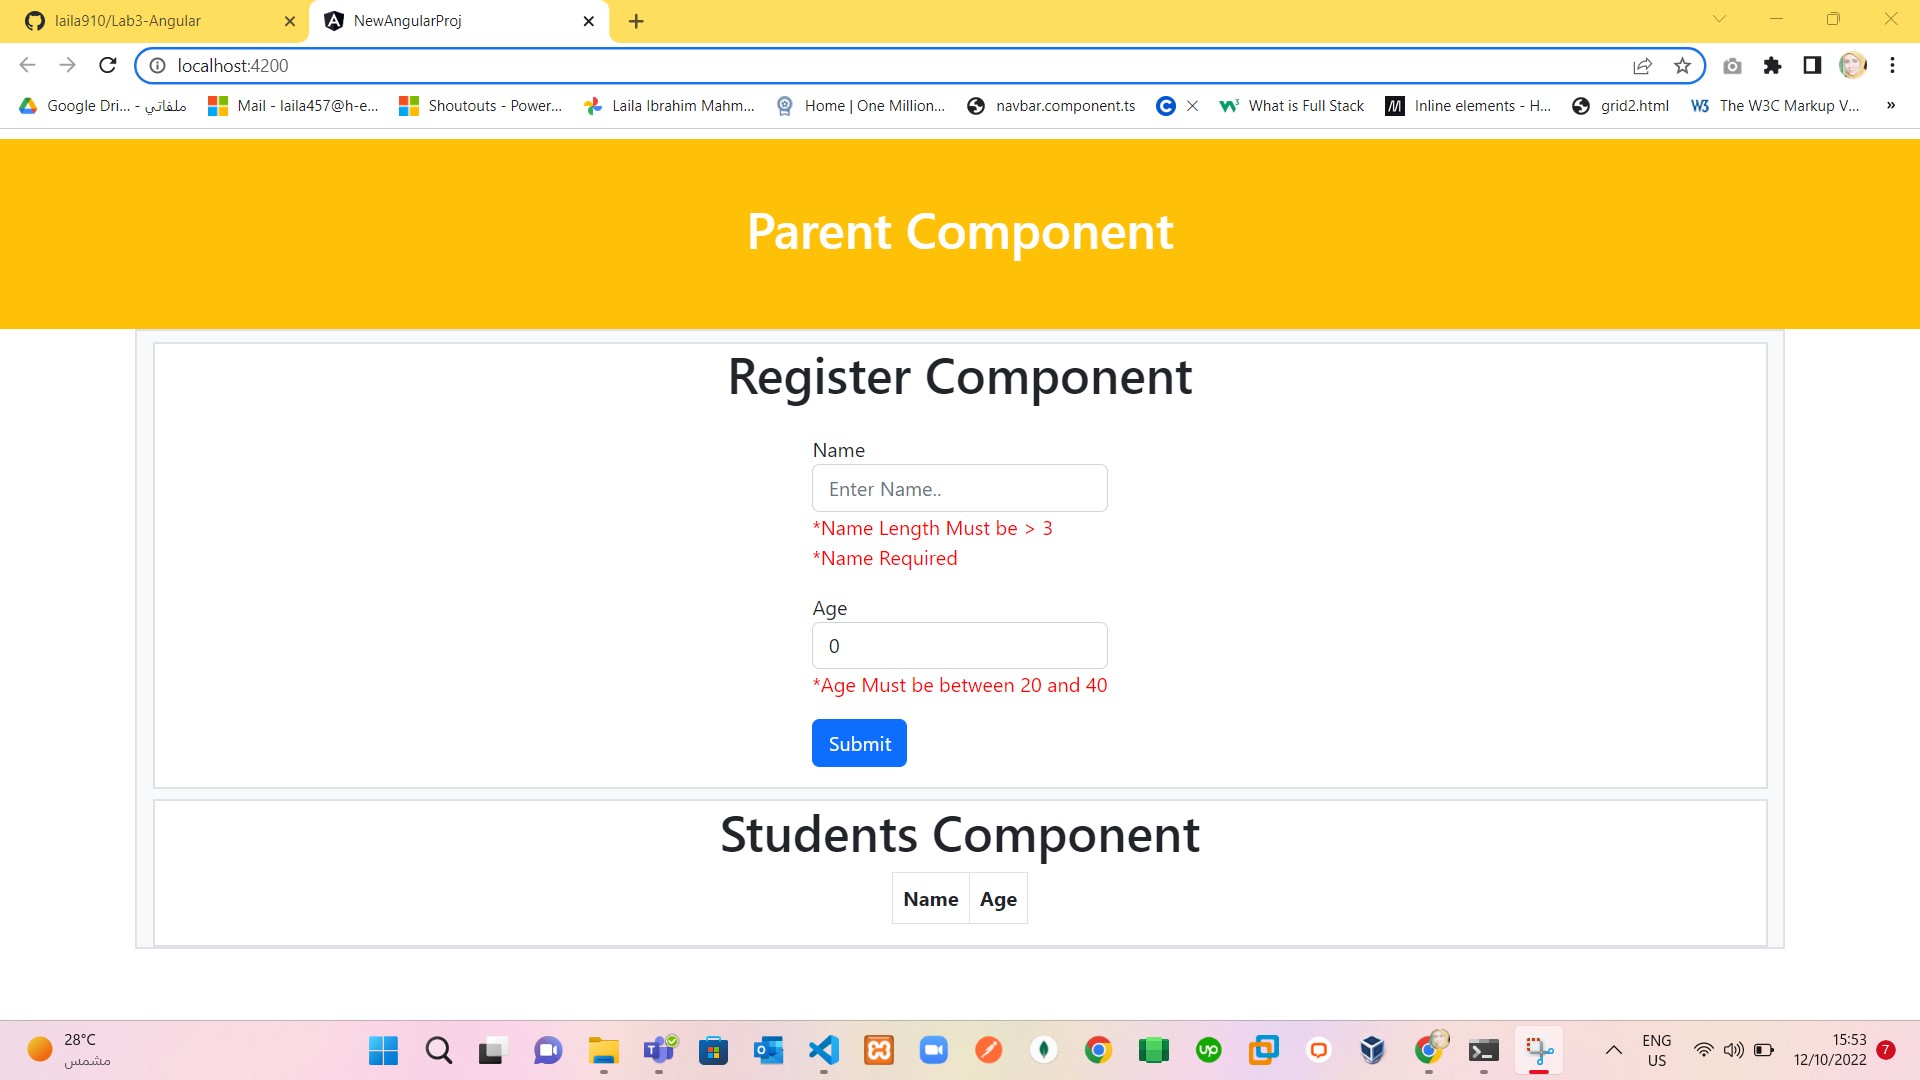 laila910/Lab3-Angular
NewAngularProj
localhost:4200
Google Dri... - ملفاتي
Mail - laila457@h-e...
Shoutouts - Power...
Laila Ibrahim Mahm...
Home | One Million...
navbar.component.ts
What is Full Stack
Inline elements - H...
grid2.html
The W3C Markup V...
»
Parent Component
Register Component
Name
Enter Name..
*Name Length Must be > 3
*Name Required
Age
0
*Age Must be between 20 and 40
Submit
Students Component
Name Age
28°C
مشمس
ENG
US
15:53
12/10/2022
7